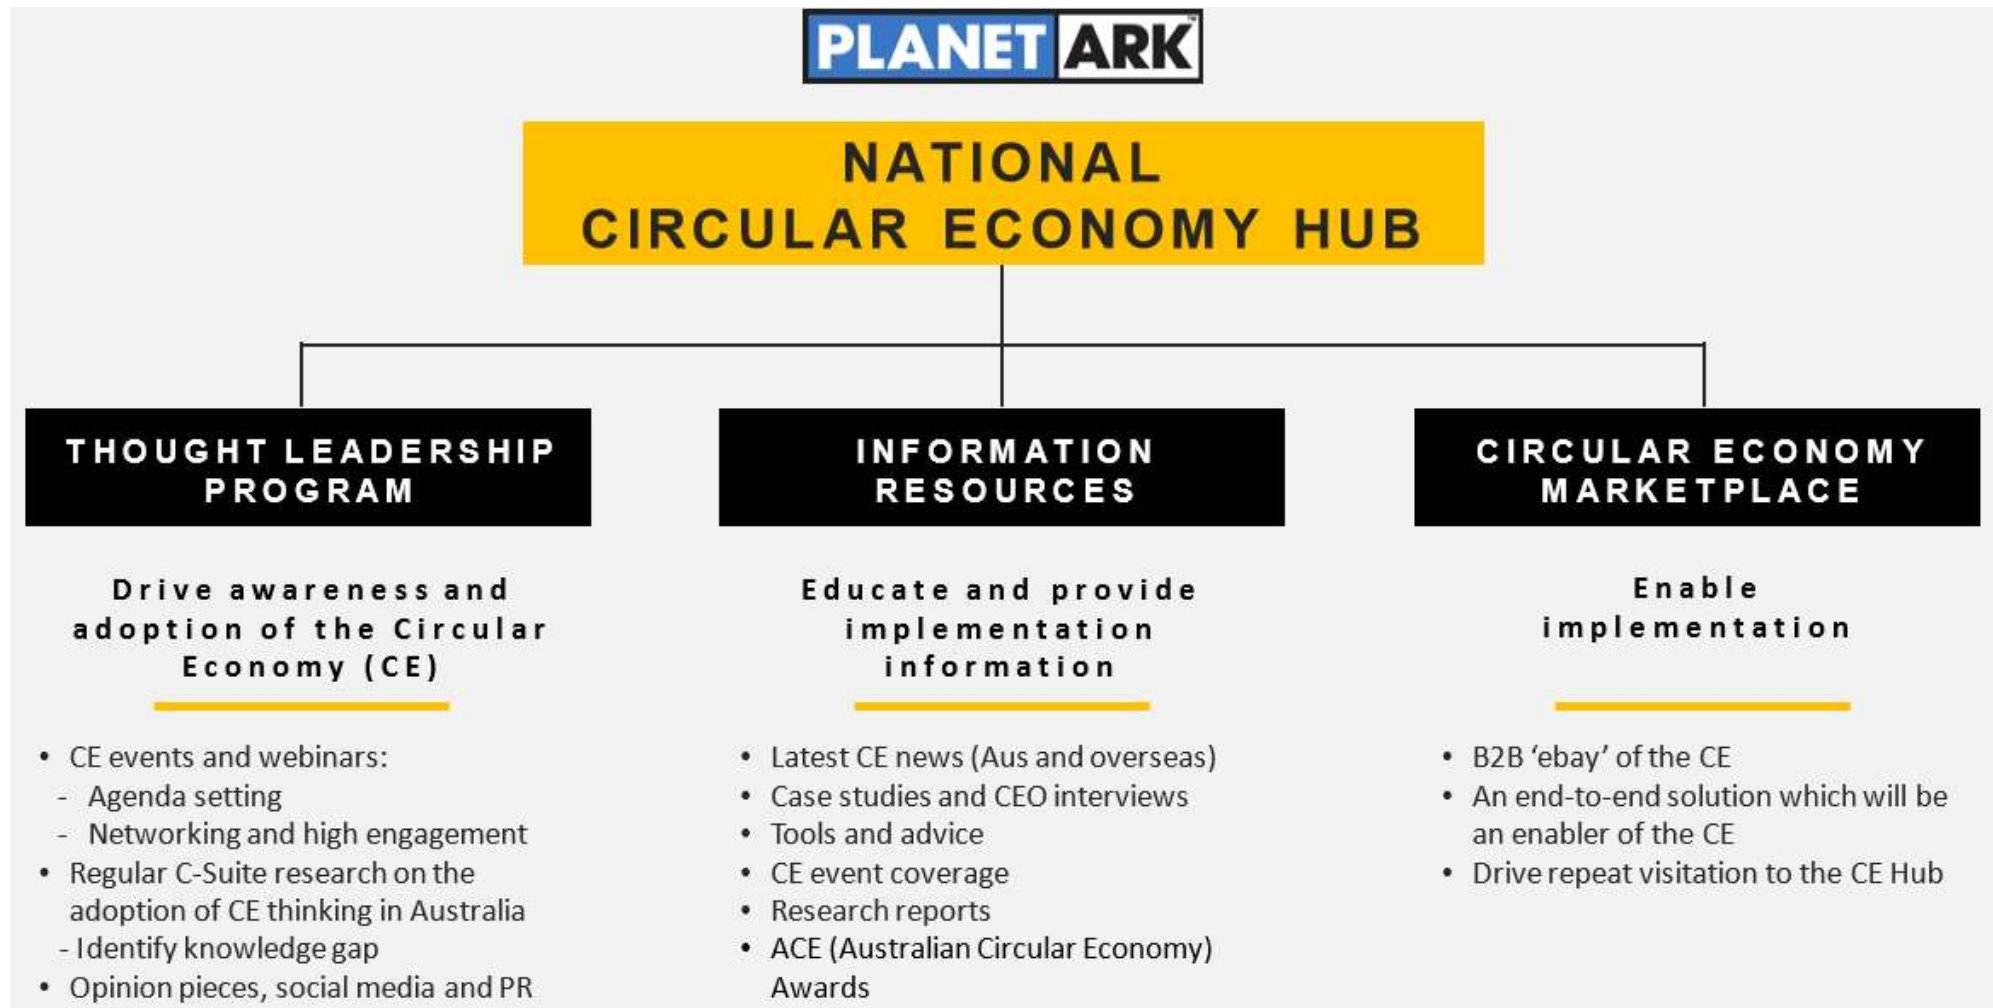 PLANET ARK™
NATIONAL
CIRCULAR ECONOMY HUB
THOUGHT LEADERSHIP
PROGRAM
Drive awareness and
adoption of the Circular
Economy (CE)
• CE events and webinars:
- Agenda setting
- Networking and high engagement
• Regular C-Suite research on the
adoption of CE thinking in Australia
- Identify knowledge gap
• Opinion pieces, social media and PR
INFORMATION
RESOURCES
Educate and provide
implementation
information
• Latest CE news (Aus and overseas)
• Case studies and CEO interviews
• Tools and advice
• CE event coverage
• Research reports
• ACE (Australian Circular Economy)
Awards
CIRCULAR ECONOMY
MARKETPLACE
Enable
implementation
• B2B ‘ebay’ of the CE
• An end-to-end solution which will be
an enabler of the CE
• Drive repeat visitation to the CE Hub